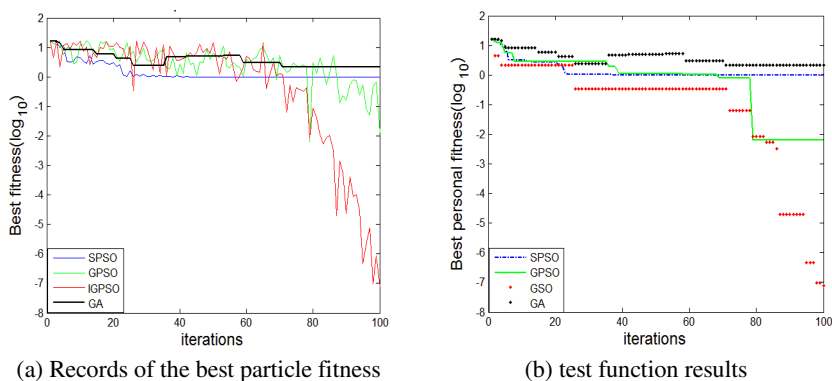 Best fitness(log10)
2
1
0
-1
-2
-3
-4
-5
-6
-7
-8
0 20 40 60 80 100
iterations
SPSO
GPSO
IGPSO
GA
(a) Records of the best particle fitness
Best personal fitness(log 10)
2
1
0
-1
-2
-3
-4
-5
-6
-7
-8
0 20 40 60 80 100
iterations
SPSO
GPSO
GSO
GA
(b) test function results